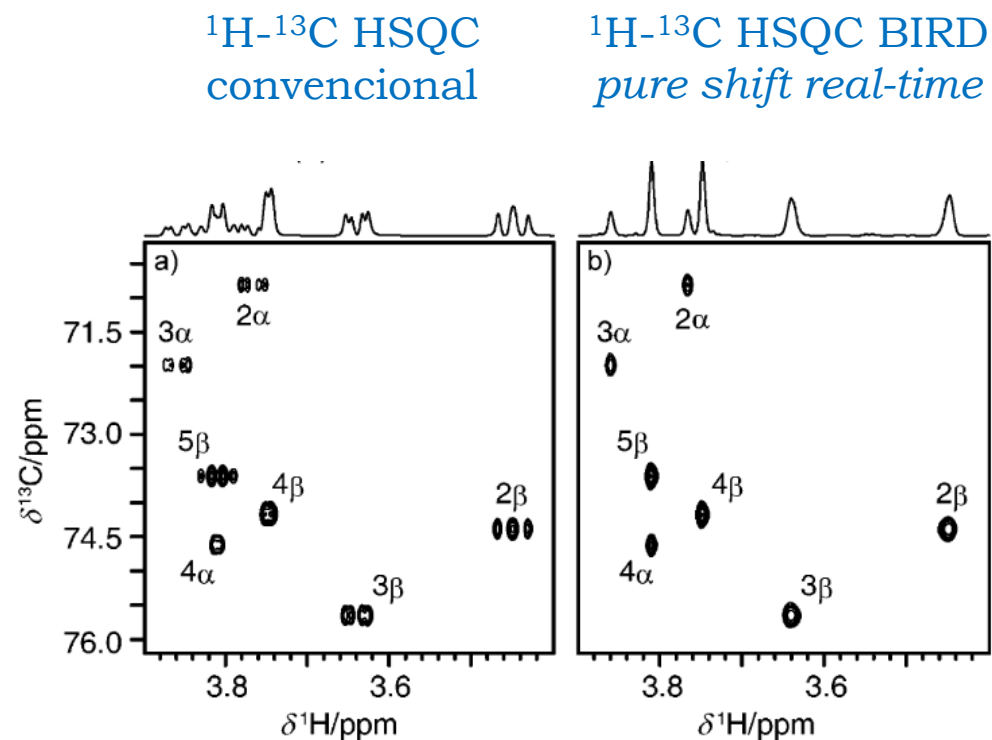 ¹H-¹³C HSQC
convencional
¹H-¹³C HSQC BIRD
pure shift real-time
a)
2α
3α
5β
4β
2β
4α
3β
71.5
73.0
74.5
76.0
δ¹³C/ppm
3.8
3.6
δ¹H/ppm
b)
2α
3α
5β
4β
2β
4α
3β
3.8
3.6
δ¹H/ppm